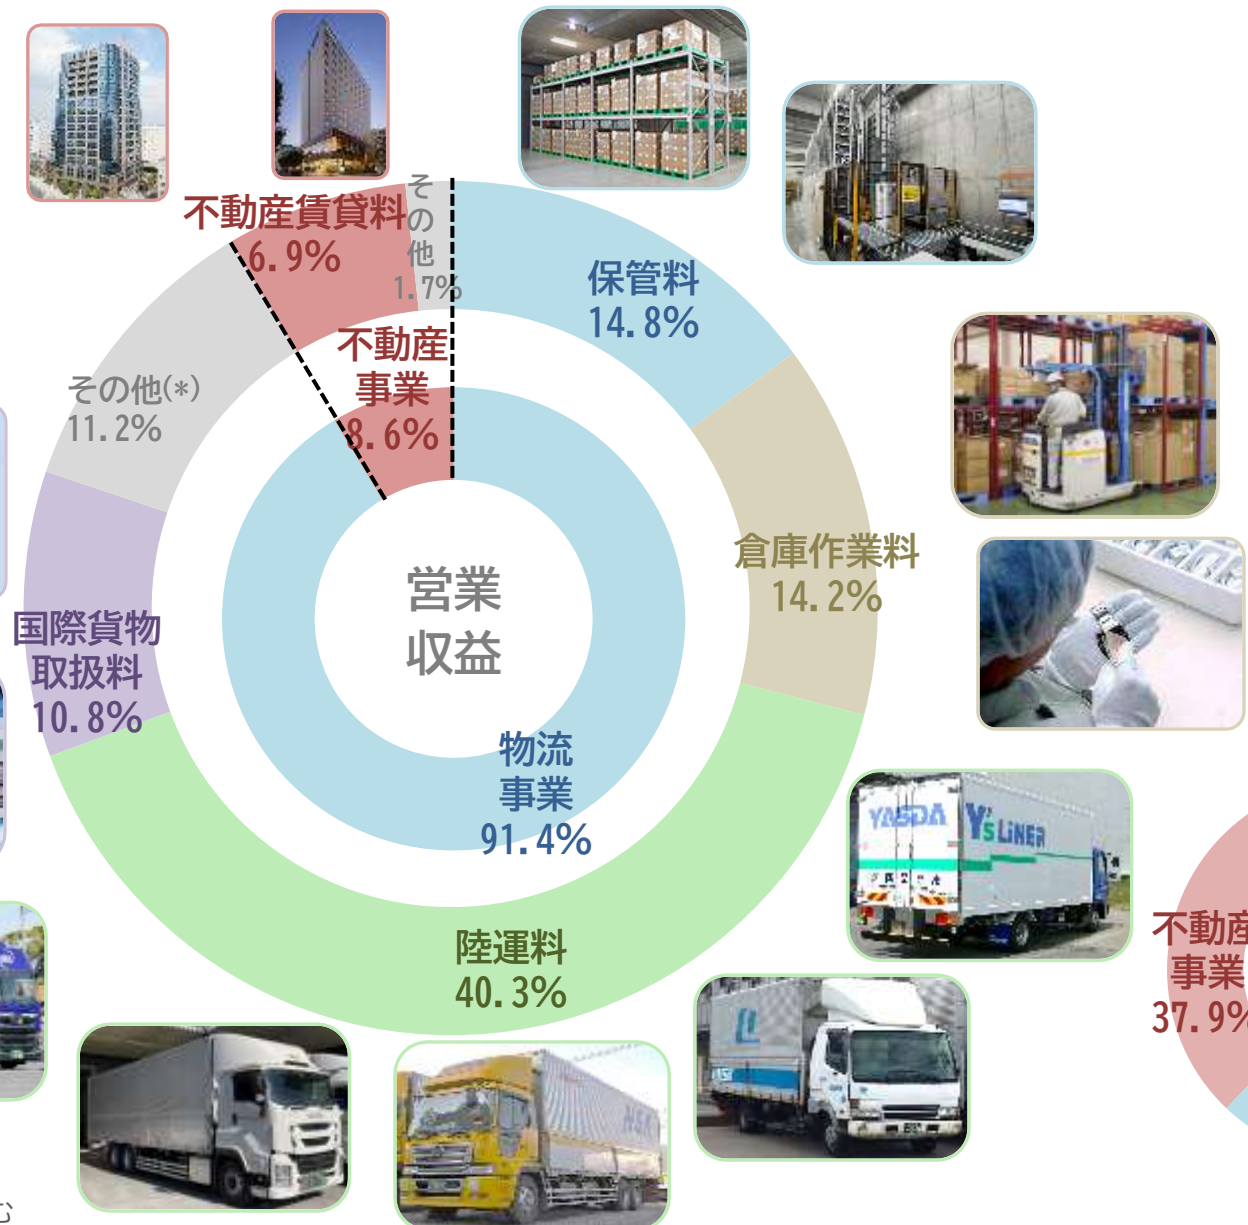 不動産賃貸料
6.9%
その他
1.7%
保管料
14.8%
不動産
事業
8.6%
その他(*)
11.2%
倉庫作業料
14.2%
営業
収益
国際貨物
取扱料
10.8%
物流
事業
91.4%
YASDA
Y's LiNER
陸運料
40.3%
不動産
事業
37.9%
NSK
む